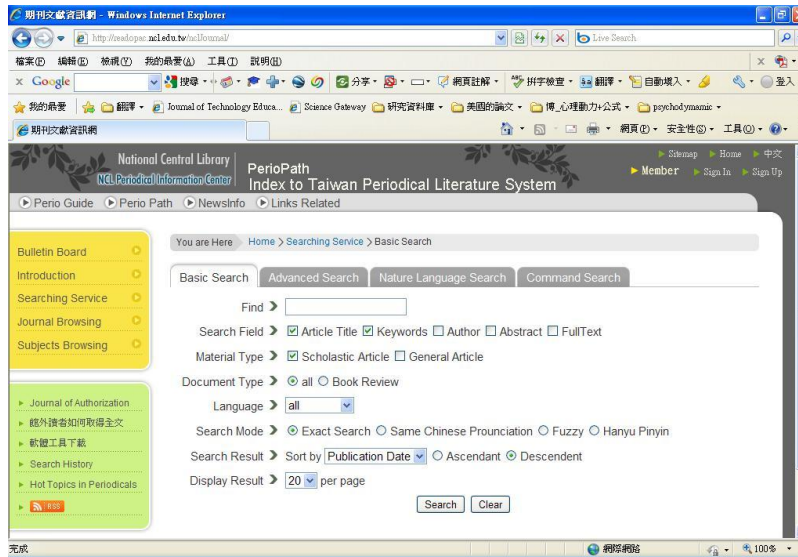 期刊文獻資訊網 - Windows Internet Explorer
http://readopac.ncl.edu.tw/nclJournal/
Live Search
檔案(F) 編輯(E) 檢視(V) 我的最愛(A) 工具(T) 說明(H)
x Google 搜尋 分享 網頁註解 拼字檢查 翻譯 自動填入 登入
我的最愛 翻譯 Journal of Technology Educa... Science Gateway 研究資料庫 美國的論文 博_心理動力+公式 psychodymamic
期刊文獻資訊網 網頁(P) 安全性(S) 工具(O)
National Central Library
NCL Periodical Information Center
PerioPath
Index to Taiwan Periodical Literature System
Sitemap Home 中文
Member Sign In Sign Up
Perio Guide Perio Path NewsInfo Links Related
Bulletin Board
Introduction
Searching Service
Journal Browsing
Subjects Browsing
Journal of Authorization
館外讀者如何取得全文
軟體工具下載
Search History
Hot Topics in Periodicals
RSS
You are Here Home > Searching Service > Basic Search
Basic Search Advanced Search Nature Language Search Command Search
Find
Search Field Article Title Keywords Author Abstract FullText
Material Type Scholastic Article General Article
Document Type all Book Review
Language all
Search Mode Exact Search Same Chinese Prounciation Fuzzy Hanyu Pinyin
Search Result Sort by Publication Date Ascendant Descendent
Display Result 20 per page
Search Clear
完成 網際網路 100%